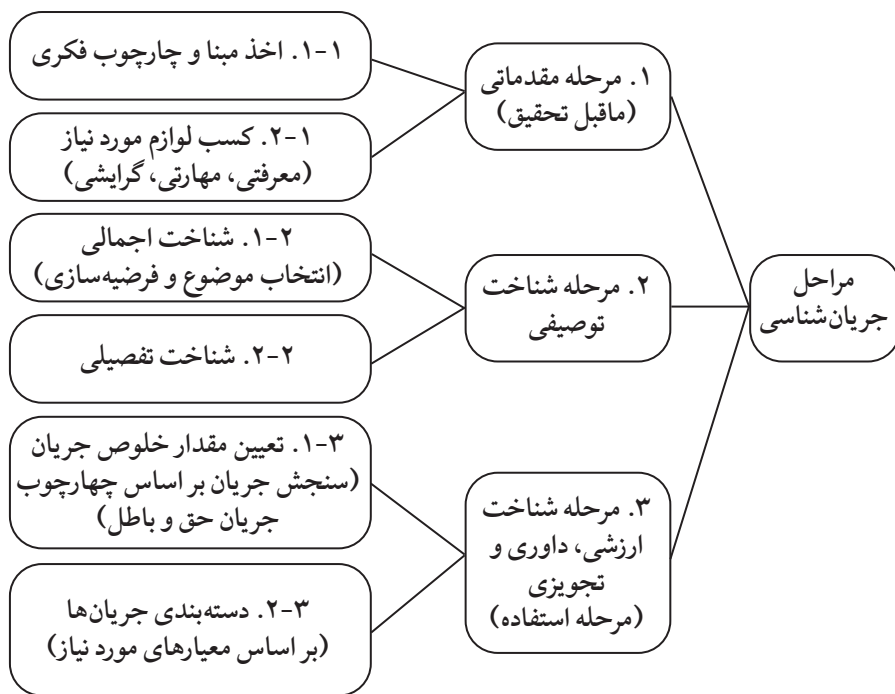 مراحل
جریان‌شناسی
۱. مرحله مقدماتی
(ماقبل تحقیق)
۱-۱. اخذ مبنا و چارچوب فکری
۲-۱. کسب لوازم مورد نیاز
(معرفتی، مهارتی، گرایشی)
۲. مرحله شناخت
توصیفی
۱-۲. شناخت اجمالی
(انتخاب موضوع و فرضیه‌سازی)
۲-۲. شناخت تفصیلی
۳. مرحله شناخت
ارزشی، داوری و
تجویزی
(مرحله استفاده)
۱-۳. تعیین مقدار خلوص جریان
(سنجش جریان بر اساس چهارچوب
جریان حق و باطل)
۲-۳. دسته‌بندی جریان‌ها
(بر اساس معیارهای مورد نیاز)